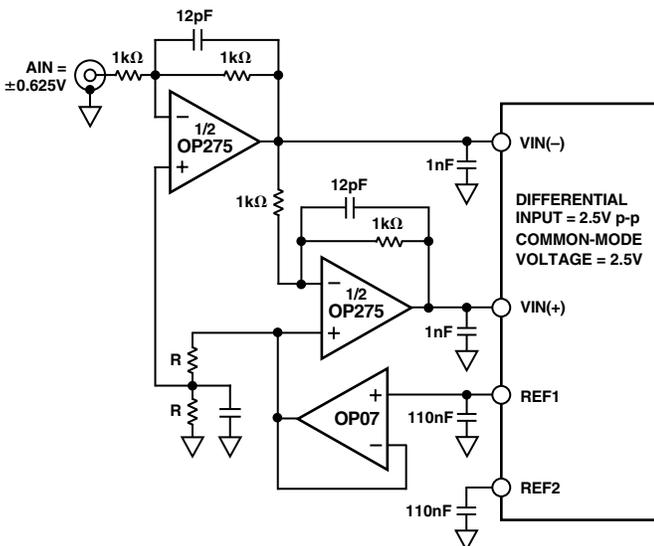 12pF
AIN =
±0.625V
1kΩ
1kΩ
−
1/2
OP275
+
VIN(–)
1nF
1kΩ
12pF
1kΩ
DIFFERENTIAL
INPUT = 2.5V p-p
COMMON-MODE
VOLTAGE = 2.5V
−
1/2
OP275
+
VIN(+)
1nF
R
R
+
OP07
−
REF1
110nF
REF2
110nF